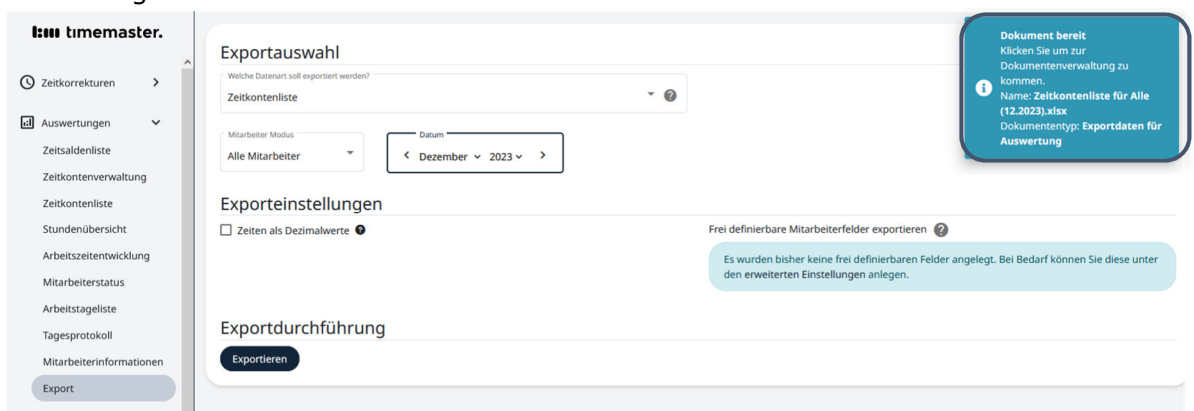 timemaster.
Zeitkorrekturen
Auswertungen
Zeitsaldenliste
Zeitkontenverwaltung
Zeitkontenliste
Stundenübersicht
Arbeitszeitentwicklung
Mitarbeiterstatus
Arbeitstageliste
Tagesprotokoll
Mitarbeiterinformationen
Export
Exportauswahl
Welche Datenart soll exportiert werden?
Zeitkontenliste
Mitarbeiter Modus
Alle Mitarbeiter
Datum
Dezember 2023
Exporteinstellungen
Zeiten als Dezimalwerte
Frei definierbare Mitarbeiterfelder exportieren
Es wurden bisher keine frei definierbaren Felder angelegt. Bei Bedarf können Sie diese unter
den erweiterten Einstellungen anlegen.
Exportdurchführung
Exportieren
Dokument bereit
Klicken Sie um zur
Dokumentenverwaltung zu
kommen.
Name: Zeitkontenliste für Alle
(12.2023).xlsx
Dokumententyp: Exportdaten für
Auswertung